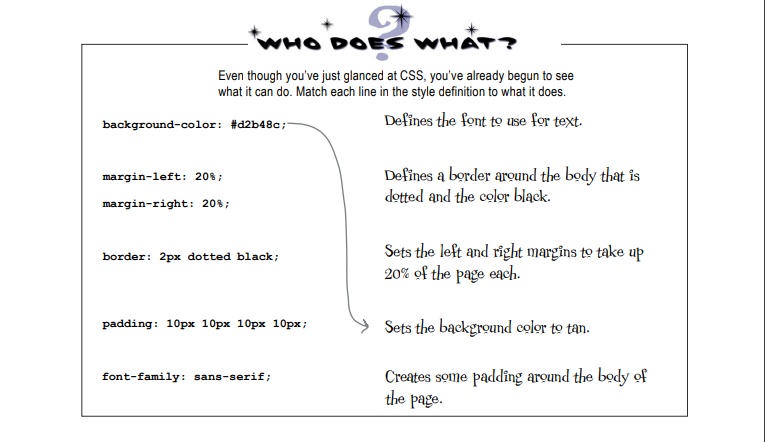 WHO DOES WHAT?
Even though you've just glanced at CSS, you've already begun to see
what it can do. Match each line in the style definition to what it does.
background-color: #d2b48c;
Defines the font to use for text.
margin-left: 20%;
margin-right: 20%;
Defines a border around the body that is
dotted and the color black.
border: 2px dotted black;
Sets the left and right margins to take up
20% of the page each.
padding: 10px 10px 10px 10px;
Sets the background color to tan.
font-family: sans-serif;
Creates some padding around the body of
the page.